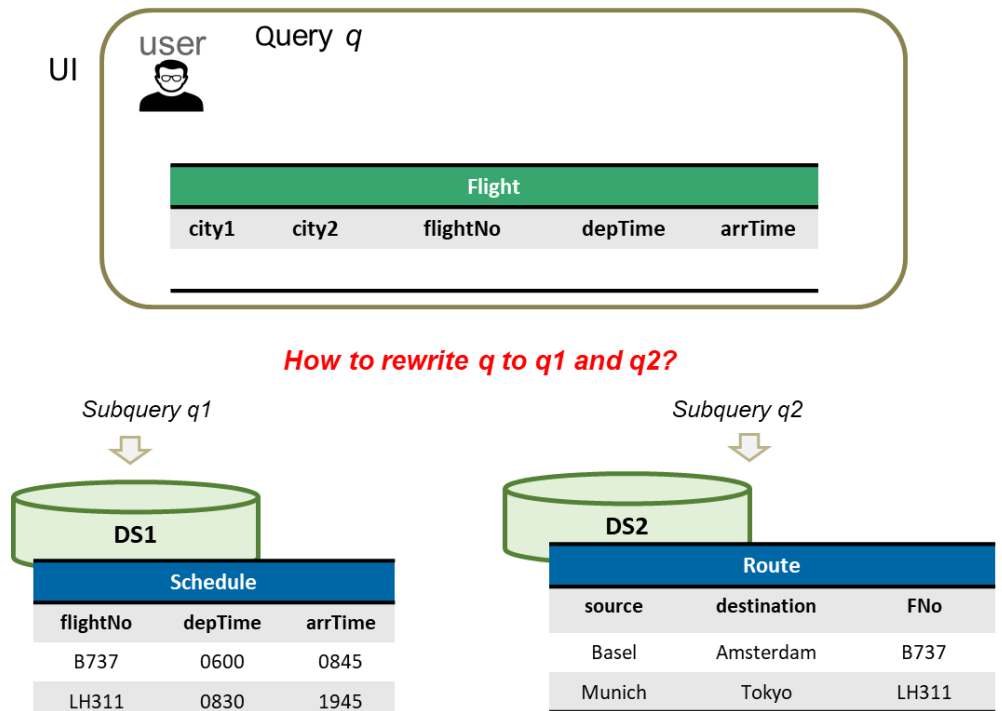 UI
user
Query q
Flight
city1 city2 flightNo depTime arrTime
How to rewrite q to q1 and q2?
Subquery q1
Subquery q2
DS1
DS2
Schedule
flightNo depTime arrTime
B737 0600 0845
LH311 0830 1945
Route
source destination FNo
Basel Amsterdam B737
Munich Tokyo LH311